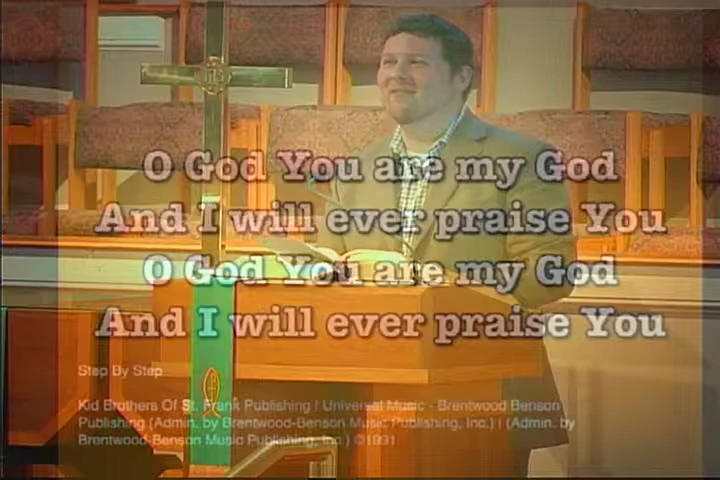 O God You are my God
And I will ever praise You
O God You are my God
And I will ever praise You
Step By Step
Kid Brothers Of St. Frank Publishing | Universal Music - Brentwood Benson
Publishing (Admin. by Brentwood-Benson Music Publishing, Inc.) | (Admin. by
Brentwood-Benson Music Publishing, Inc.) ©1991